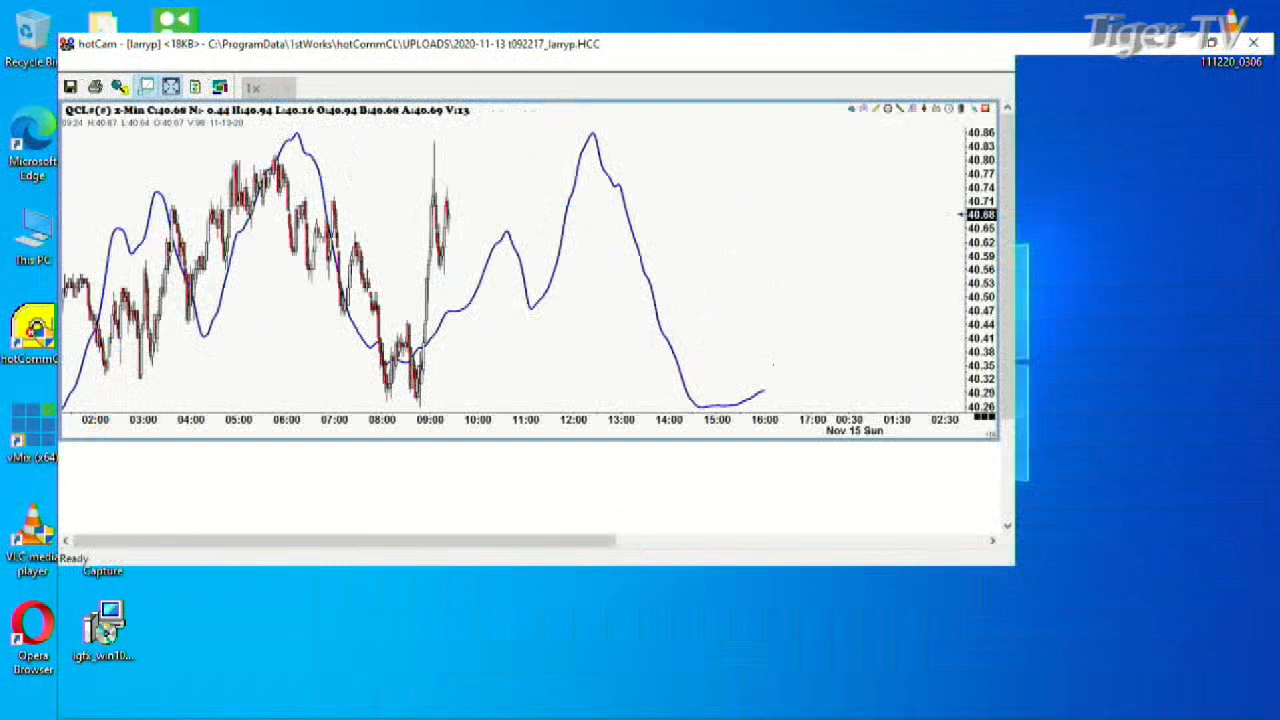 Tiger-TV
111220_0306
hotCam - [larryp] <18KB> - C:\ProgramData\1stWorks\hotCommCL\UPLOADS\2020-11-13 t092217_larryp.HCC
1x
QCL#(#) 2-Min C:40.68 N:- 0.44 H:40.94 L:40.16 O:40.94 B:40.68 A:40.69 V:13
09:24 H:40.67 L:40.64 O:40.67 V:98 11-13-20
40.86
40.83
40.80
40.77
40.74
40.71
40.68
40.65
40.62
40.59
40.56
40.53
40.50
40.47
40.44
40.41
40.38
40.35
40.32
40.29
40.26
02:00 03:00 04:00 05:00 06:00 07:00 08:00 09:00 10:00 11:00 12:00 13:00 14:00 15:00 16:00 17:00 00:30 01:30 02:30
Nov 15 Sun
Ready
Recycle Bi
Microsoft
Edge
This PC
hotCommC
vMix (x64)
VLC media
player
Capture
Opera
Browser
igfx_win10...